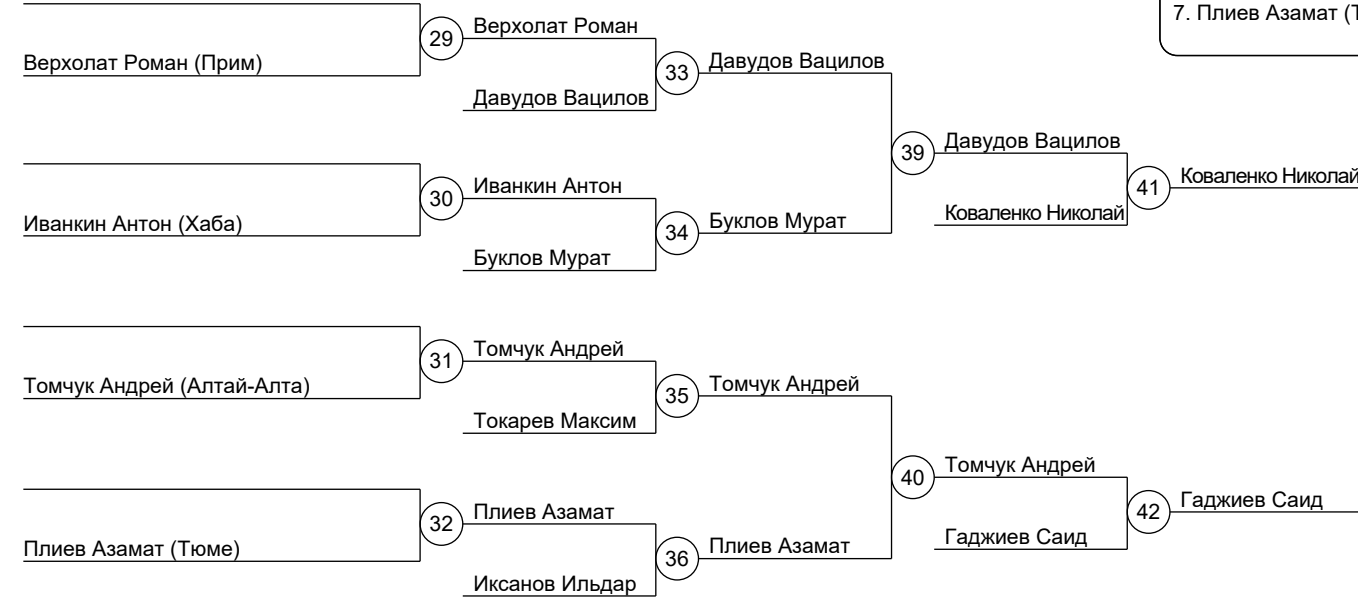 7. Плиев Азамат (Т
29
Верхолат Роман
Верхолат Роман (Прим)
33
Давудов Вацилов
Давудов Вацилов
39
Давудов Вацилов
30
Иванкин Антон
Иванкин Антон (Хаба)
34
Буклов Мурат
Буклов Мурат
41
Коваленко Николай
Коваленко Николай
31
Томчук Андрей
Томчук Андрей (Алтай-Алта)
35
Томчук Андрей
Токарев Максим
40
Томчук Андрей
32
Плиев Азамат
Плиев Азамат (Тюме)
36
Плиев Азамат
Иксанов Ильдар
42
Гаджиев Саид
Гаджиев Саид